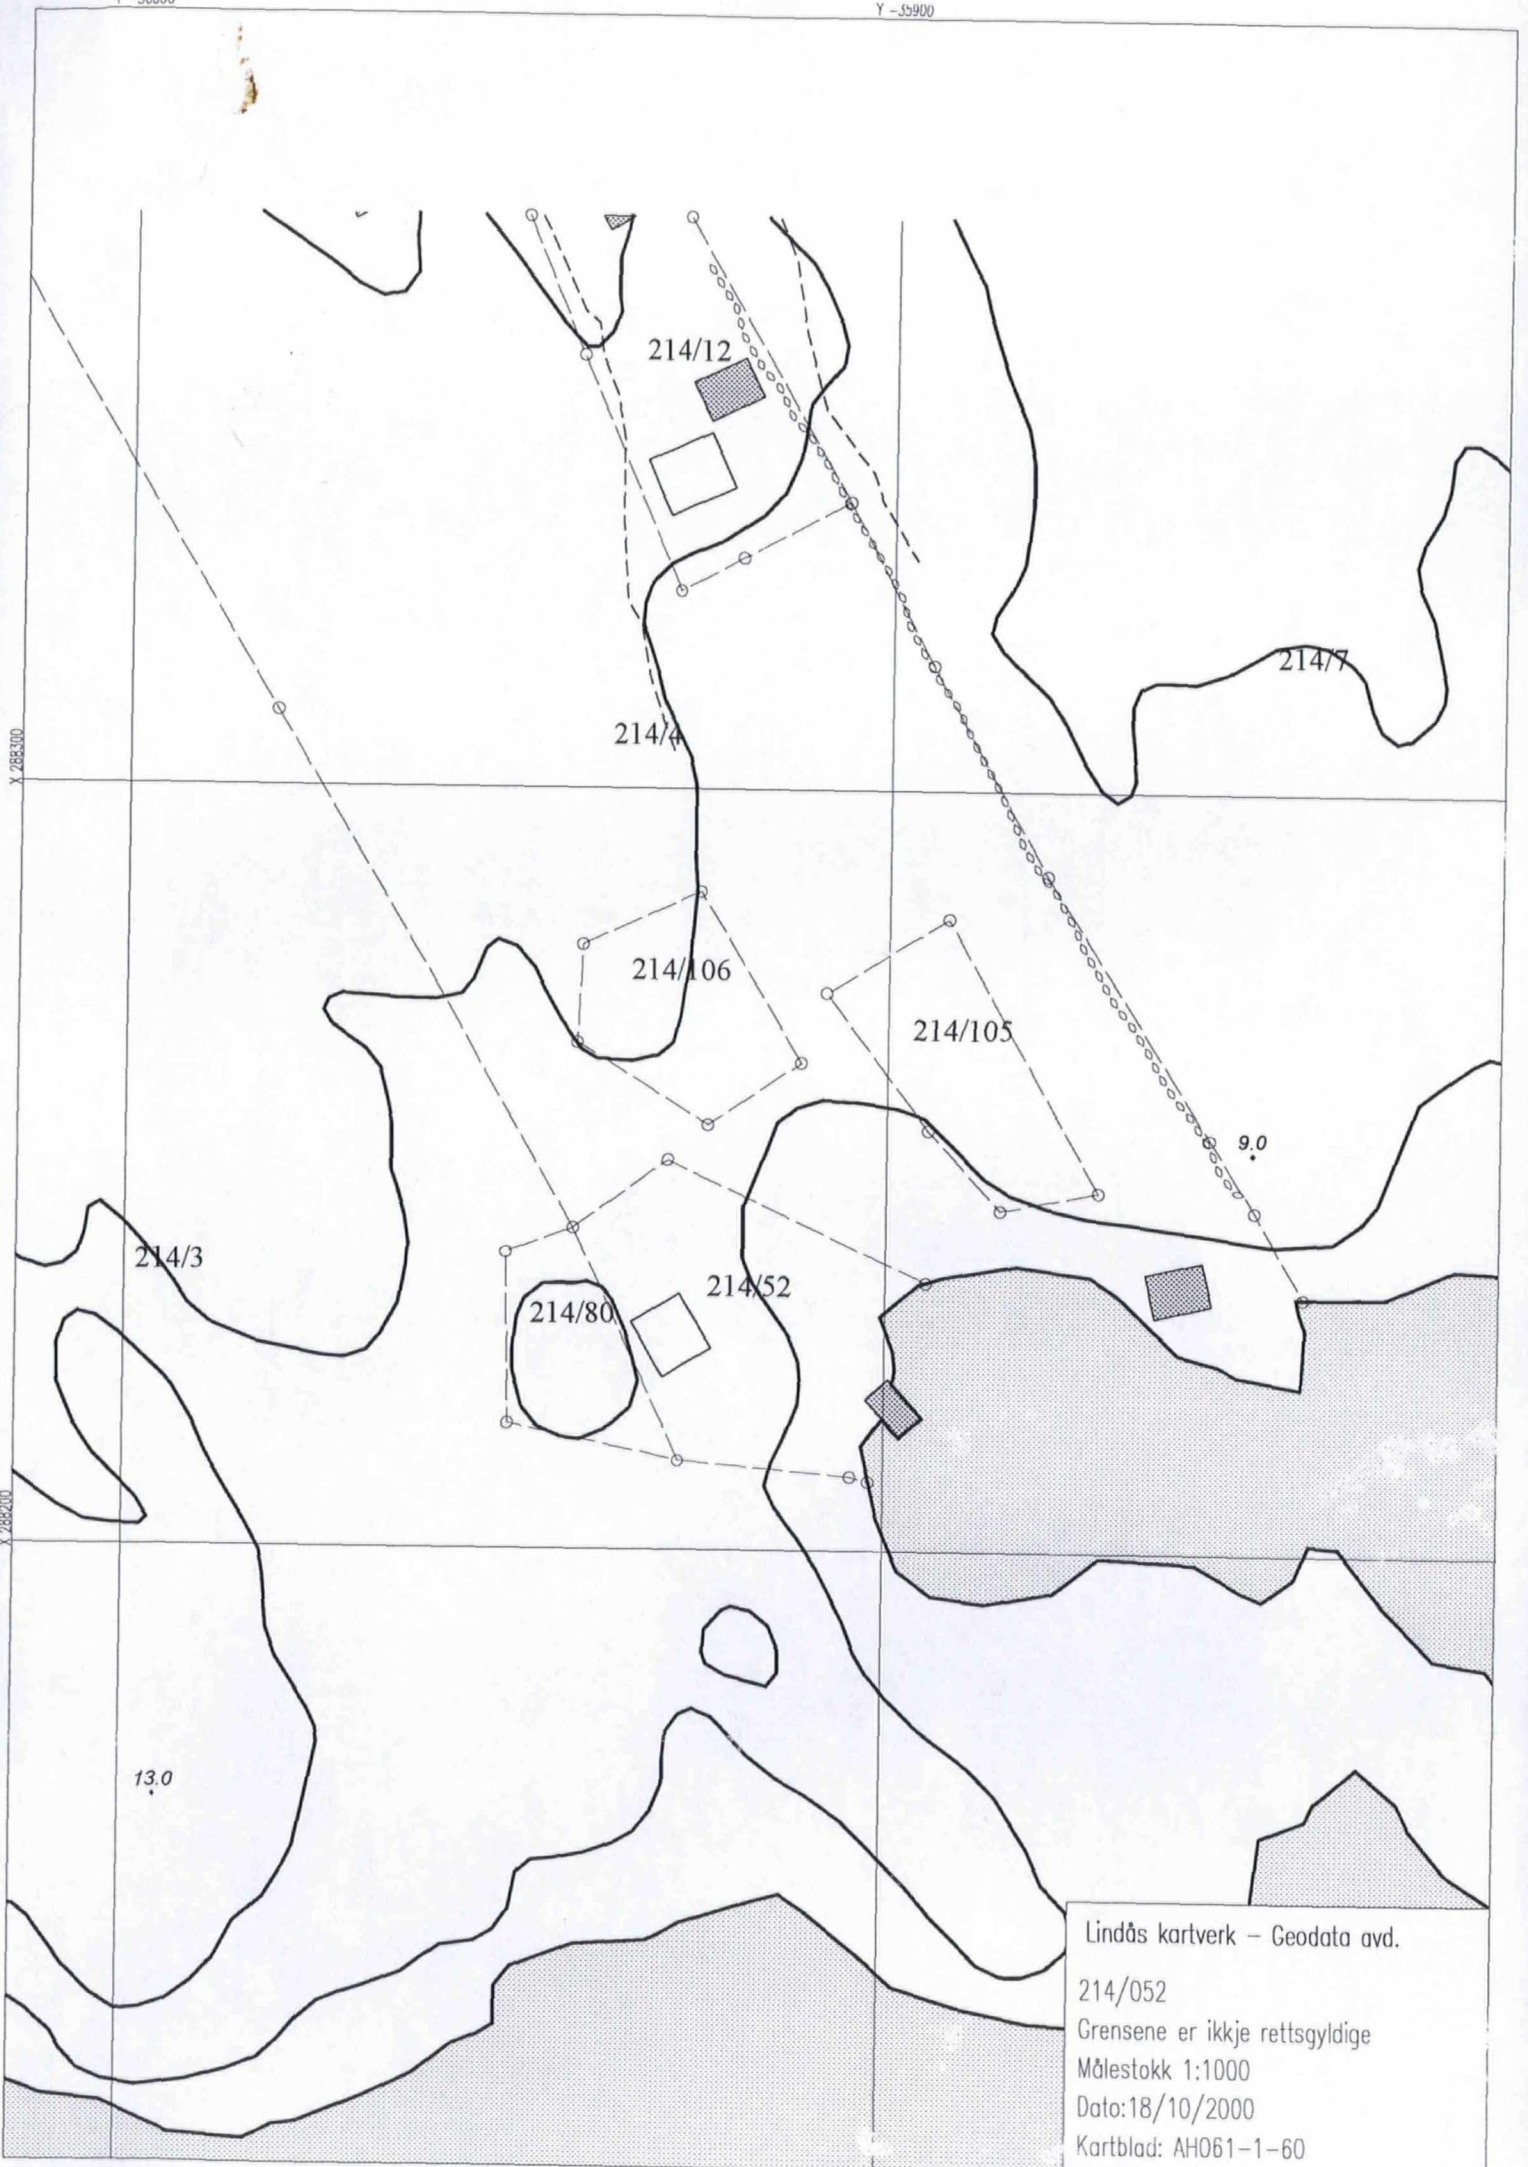 Y -35900
214/12
214/7
214/4
X 288300
214/106
214/105
9.0
214/3
214/52
214/80
X 288200
13.0
Lindås kartverk – Geodata avd.
214/052
Grensene er ikkje rettsgyldige
Målestokk 1:1000
Dato:18/10/2000
Kartblad: AH061-1-60